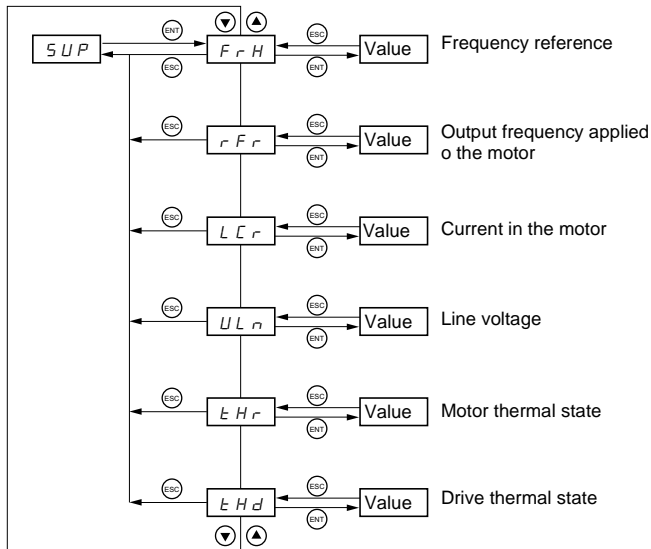 ENT
ESC
SUP FrH Value Frequency reference
ESC
ENT
ESC
ESC
rFr Value Output frequency applied
o the motor
ENT
ESC
ESC
LCr Value Current in the motor
ENT
ESC
ESC
ULn Value Line voltage
ENT
ESC
ESC
tHr Value Motor thermal state
ENT
ESC
ESC
tHd Value Drive thermal state
ENT